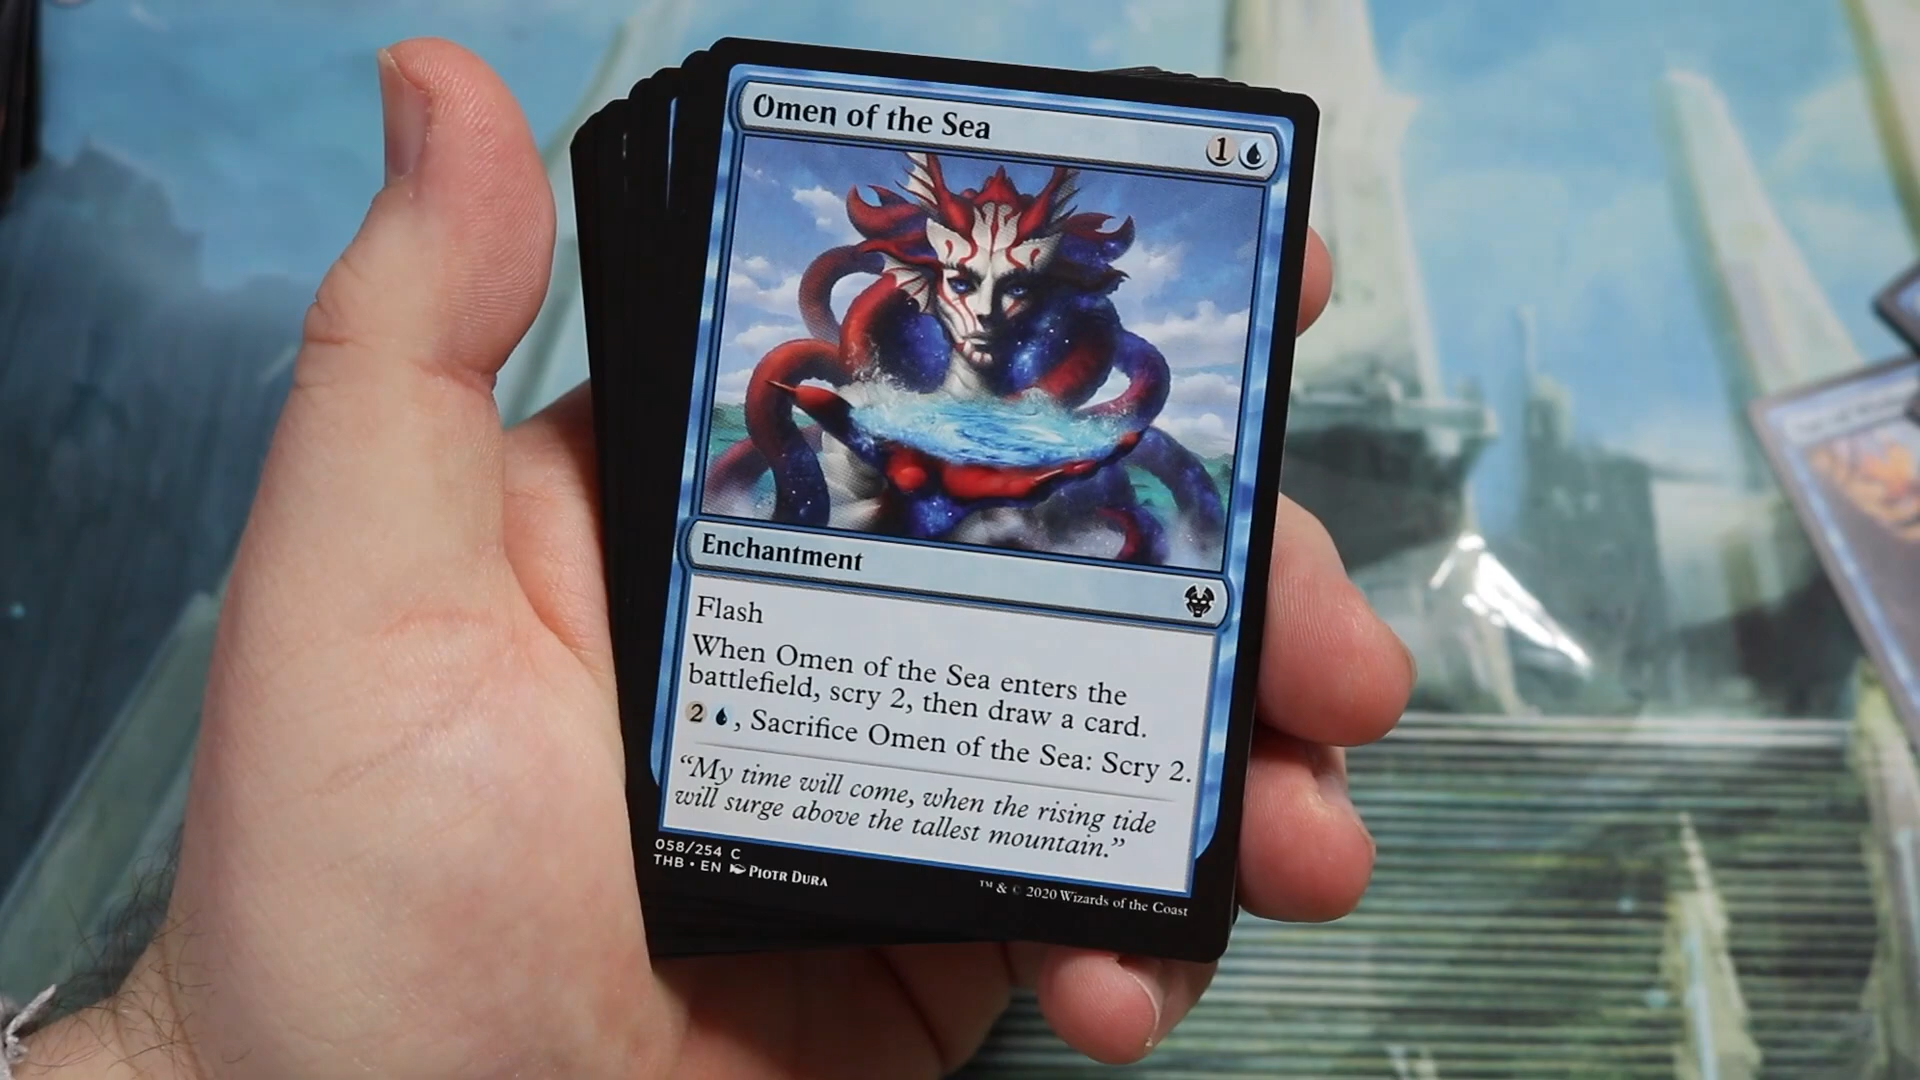 Omen of the Sea
1
Enchantment
Flash
When Omen of the Sea enters the
battlefield, scry 2, then draw a card.
2 , Sacrifice Omen of the Sea: Scry 2.
“My time will come, when the rising tide
will surge above the tallest mountain.”
058/254 C
THB • EN Piotr Dura
™ & © 2020 Wizards of the Coast